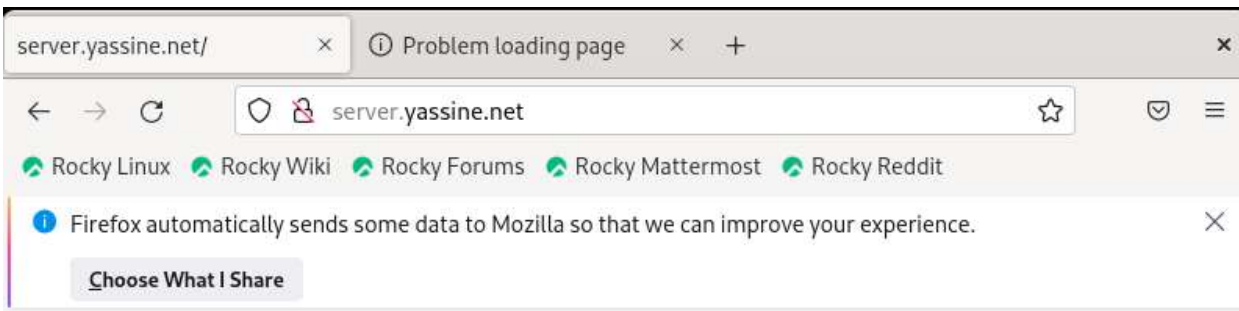 server.yassine.net/ Problem loading page
server.yassine.net
Rocky Linux Rocky Wiki Rocky Forums Rocky Mattermost Rocky Reddit
Firefox automatically sends some data to Mozilla so that we can improve your experience.
Choose What I Share